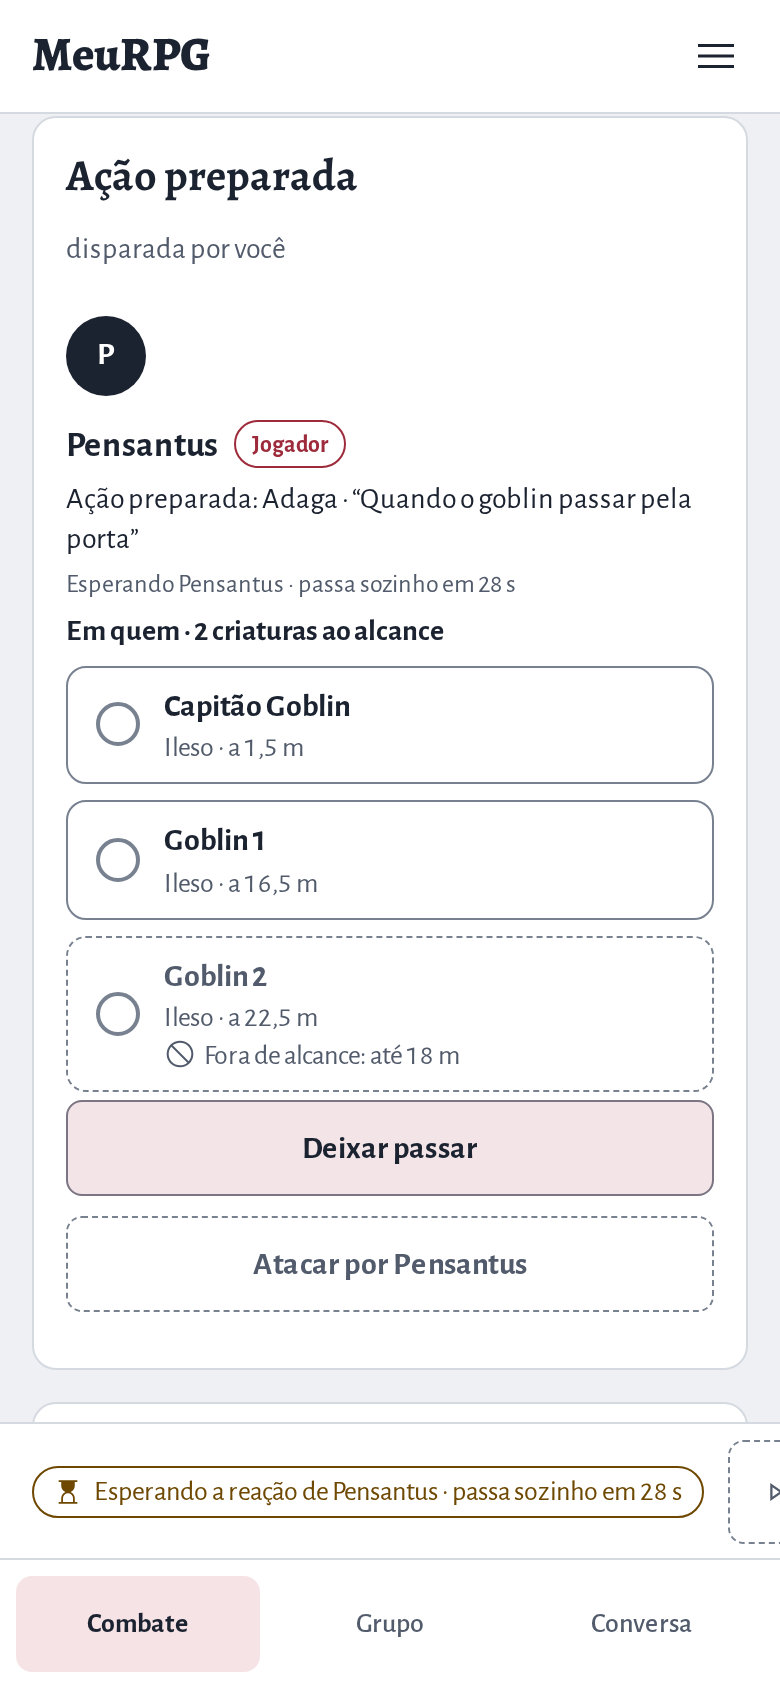 MeuRPG
Ação preparada
disparada por você
P
Pensantus
Jogador
Ação preparada: Adaga · “Quando o goblin passar pela
porta”
Esperando Pensantus · passa sozinho em 28 s
Em quem · 2 criaturas ao alcance
Capitão Goblin
Ileso · a 1,5 m
Goblin 1
Ileso · a 16,5 m
Goblin 2
Ileso · a 22,5 m
Fora de alcance: até 18 m
Deixar passar
Atacar por Pensantus
Esperando a reação de Pensantus · passa sozinho em 28 s
Combate
Grupo
Conversa